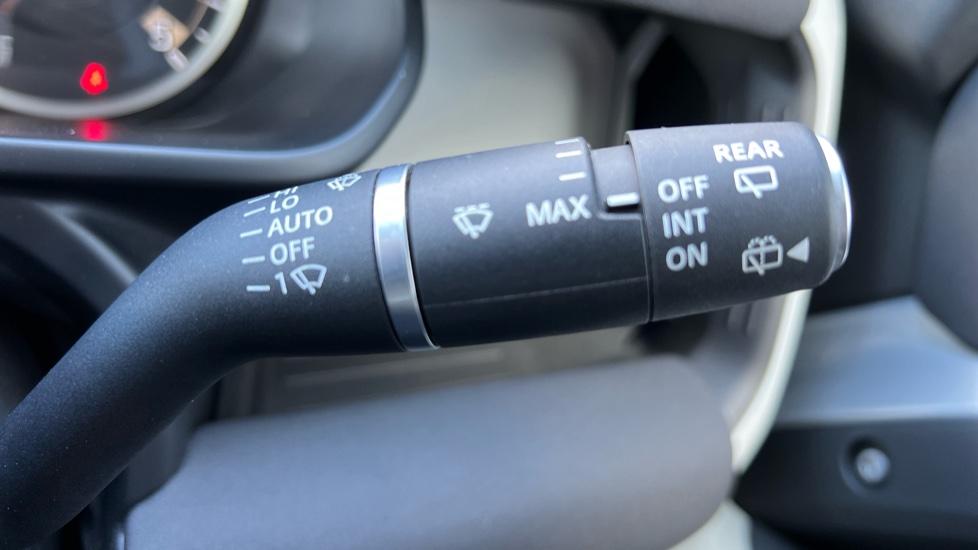 HI
LO
AUTO
OFF
1
MAX
REAR
OFF
INT
ON